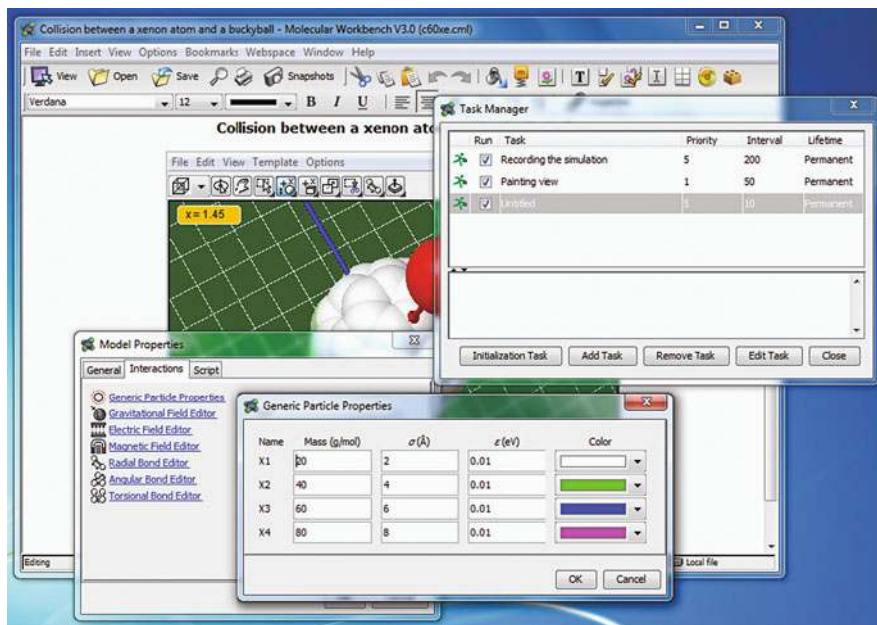 Collision between a xenon atom and a buckyball - Molecular Workbench V3.0 (c60xe.cml)
File Edit Insert View Options Bookmarks Webspace Window Help
View Open Save Snapshots
Verdana 12 B I U
Collision between a xenon ato
File Edit View Template Options
x = 1.45
Task Manager
Run Task Priority Interval Lifetime
Recording the simulation 5 200 Permanent
Painting view 1 50 Permanent
Untitled 5 10 Permanent
Initialization Task Add Task Remove Task Edit Task Close
Model Properties
General Interactions Script
Generic Particle Properties
Gravitational Field Editor
Electric Field Editor
Magnetic Field Editor
Radial Bond Editor
Angular Bond Editor
Torsional Bond Editor
Generic Particle Properties
Name Mass (g/mol) σ(Å) ε(eV) Color
X1 20 2 0.01
X2 40 4 0.01
X3 60 6 0.01
X4 80 8 0.01
OK Cancel
Editing
Local file